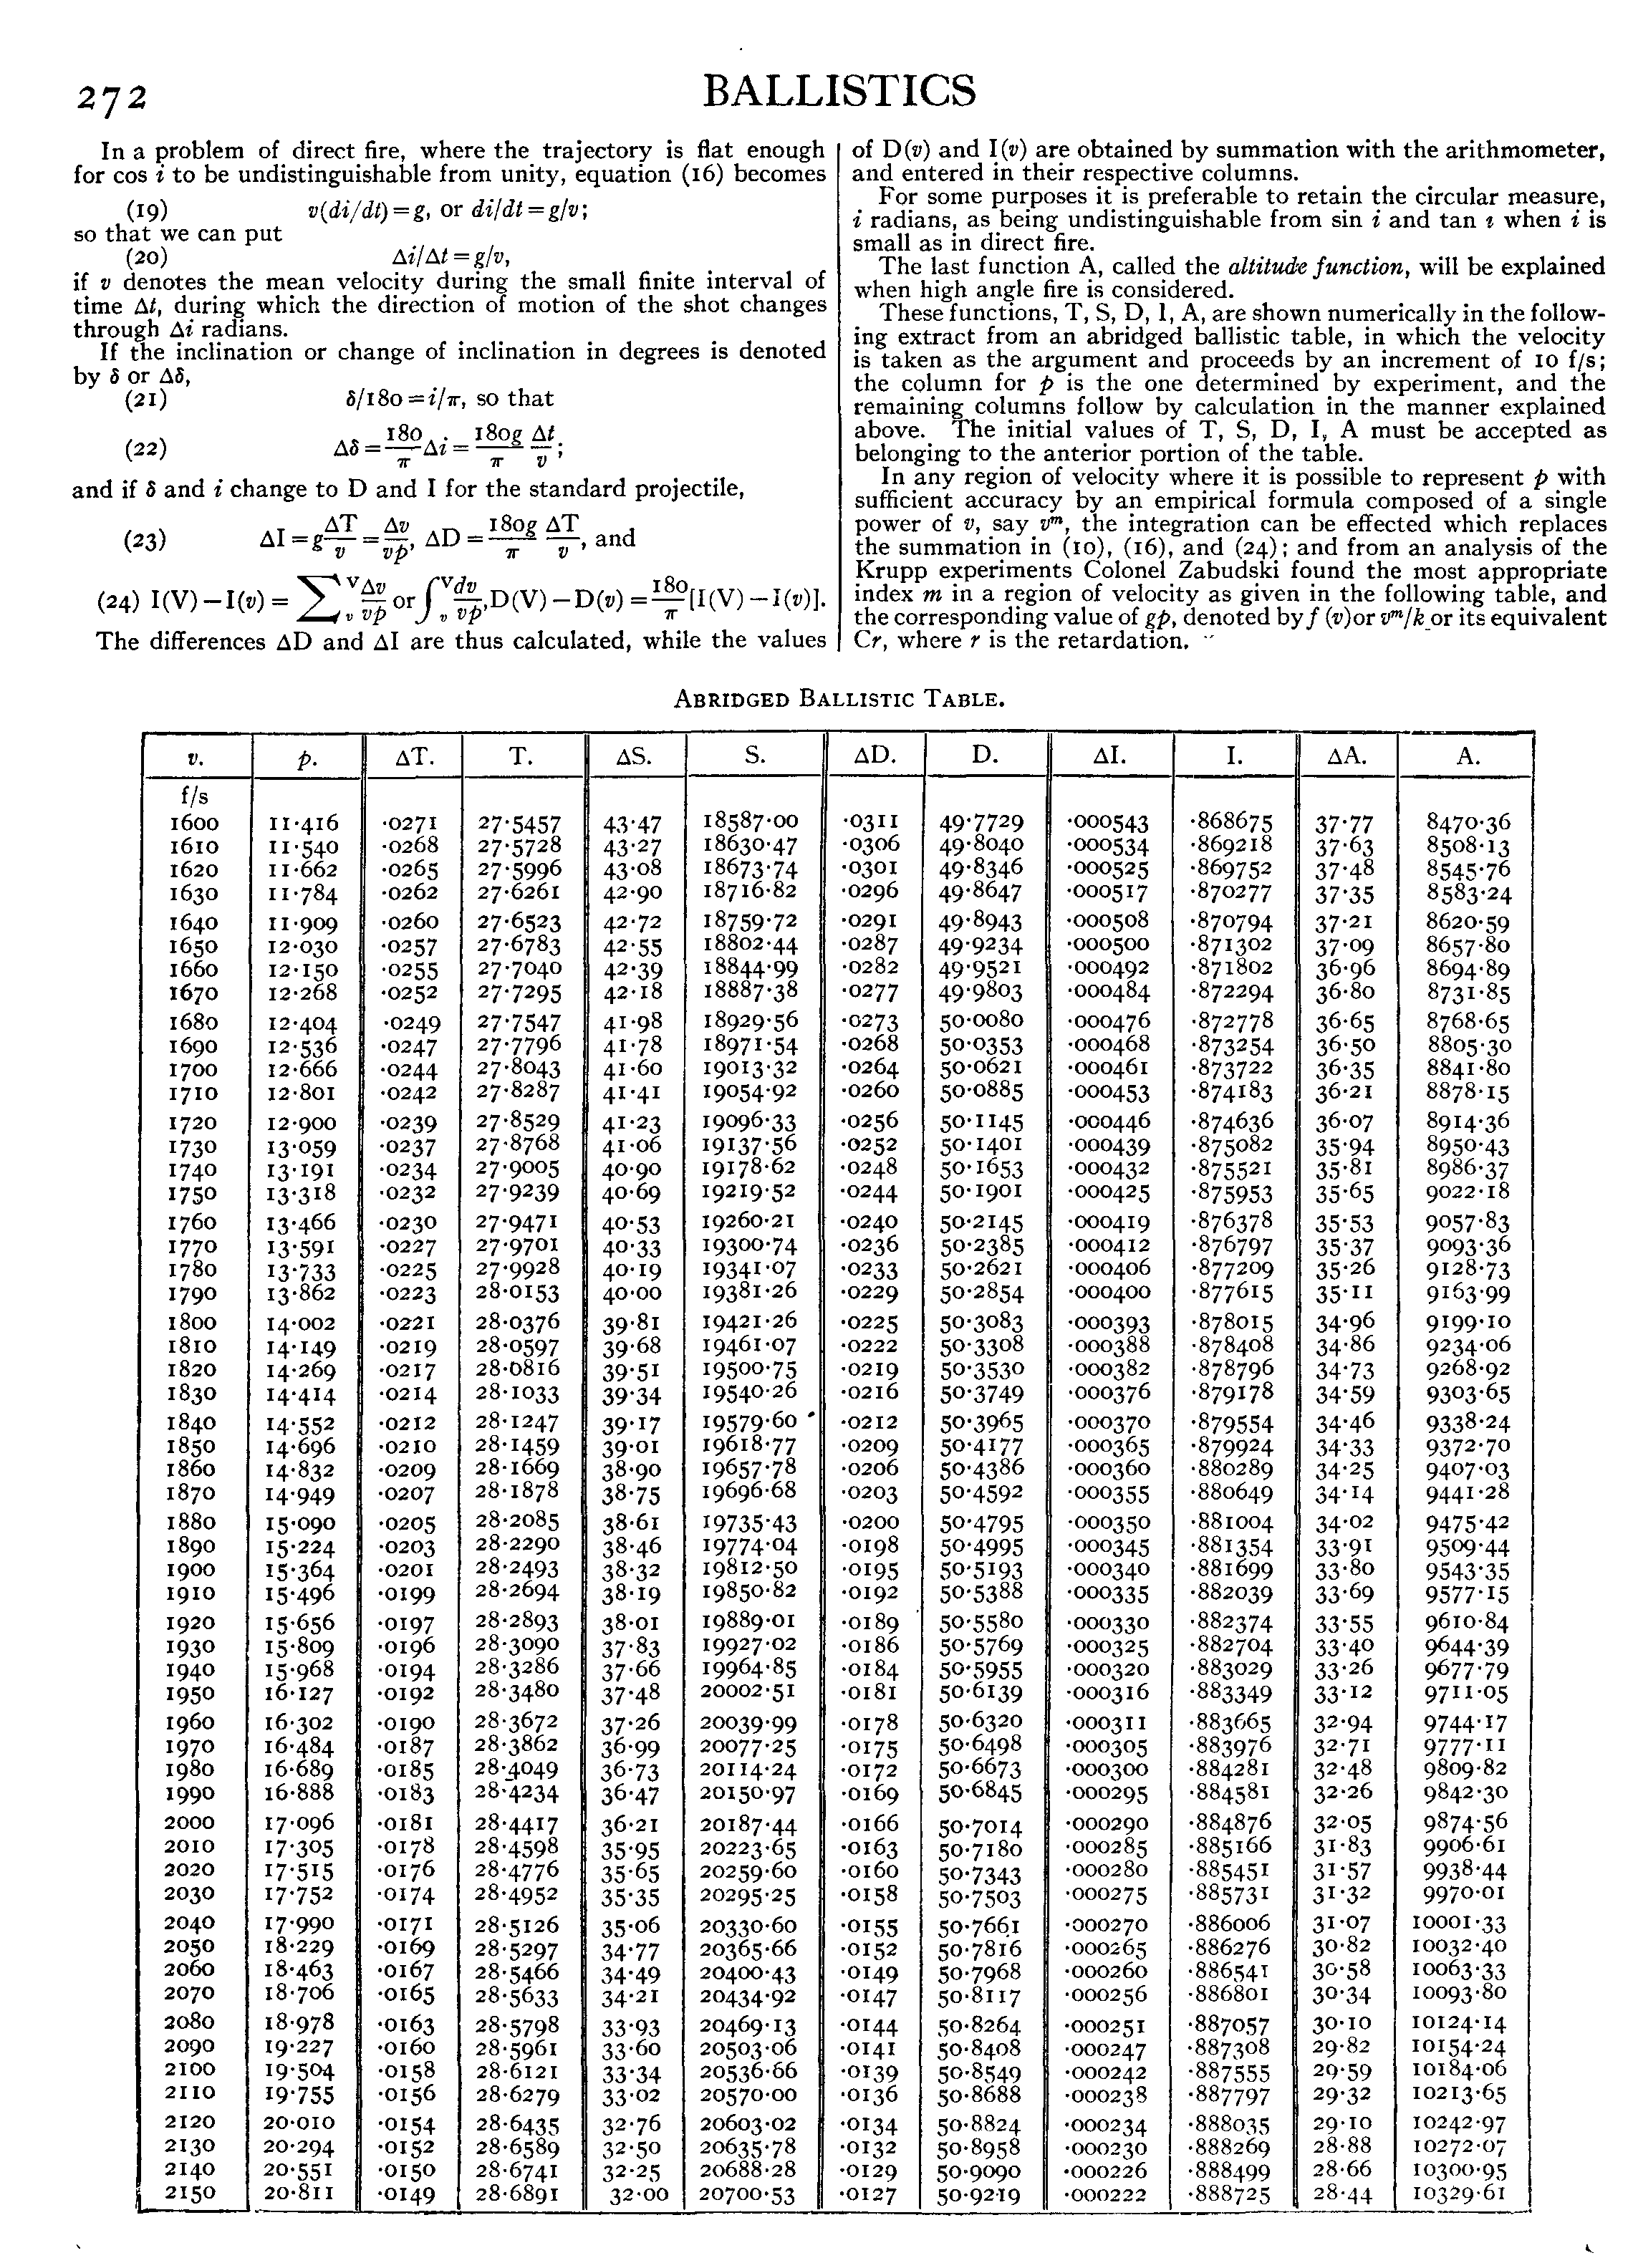 272
BALLISTICS
In a problem of direct fire, where the trajectory is flat enough
for cos i to be undistinguishable from unity, equation (16) becomes
(19) v(di/dt)=g, or di/dt=g/v;
so that we can put
(20) Δi/Δt=g/v,
if v denotes the mean velocity during the small finite interval of
time Δt, during which the direction of motion of the shot changes
through Δi radians.
If the inclination or change of inclination in degrees is denoted
by δ or Δδ,
(21) δ/180=i/π, so that
(22) Δδ=180/π Δi=180g/π Δt/v;
and if δ and i change to D and I for the standard projectile,
(23) ΔI=g ΔT/v=Δv/vp, ΔD=180g/π ΔT/v, and
(24) I(V)−I(v)=∑ᵥⱽ Δv/vp or ∫ᵥⱽ dv/vp, D(V)−D(v)=180/π[I(V)−I(v)].
The differences ΔD and ΔI are thus calculated, while the values
of D(v) and I(v) are obtained by summation with the arithmometer,
and entered in their respective columns.
For some purposes it is preferable to retain the circular measure,
i radians, as being undistinguishable from sin i and tan ι when i is
small as in direct fire.
The last function A, called the altitude function, will be explained
when high angle fire is considered.
These functions, T, S, D, I, A, are shown numerically in the follow-
ing extract from an abridged ballistic table, in which the velocity
is taken as the argument and proceeds by an increment of 10 f/s;
the column for p is the one determined by experiment, and the
remaining columns follow by calculation in the manner explained
above. The initial values of T, S, D, I, A must be accepted as
belonging to the anterior portion of the table.
In any region of velocity where it is possible to represent p with
sufficient accuracy by an empirical formula composed of a single
power of v, say vᵐ, the integration can be effected which replaces
the summation in (10), (16), and (24); and from an analysis of the
Krupp experiments Colonel Zabudski found the most appropriate
index m in a region of velocity as given in the following table, and
the corresponding value of gp, denoted by f (v)or vᵐ/k or its equivalent
Cr, where r is the retardation.
ABRIDGED BALLISTIC TABLE.
v. p. ΔT. T. ΔS. S. ΔD. D. ΔI. I. ΔA. A.
f/s
1600 11·416 ·0271 27·5457 43·47 18587·00 ·0311 49·7729 ·000543 ·868675 37·77 8470·36
1610 11·540 ·0268 27·5728 43·27 18630·47 ·0306 49·8040 ·000534 ·869218 37·63 8508·13
1620 11·662 ·0265 27·5996 43·08 18673·74 ·0301 49·8346 ·000525 ·869752 37·48 8545·76
1630 11·784 ·0262 27·6261 42·90 18716·82 ·0296 49·8647 ·000517 ·870277 37·35 8583·24
1640 11·909 ·0260 27·6523 42·72 18759·72 ·0291 49·8943 ·000508 ·870794 37·21 8620·59
1650 12·030 ·0257 27·6783 42·55 18802·44 ·0287 49·9234 ·000500 ·871302 37·09 8657·80
1660 12·150 ·0255 27·7040 42·39 18844·99 ·0282 49·9521 ·000492 ·871802 36·96 8694·89
1670 12·268 ·0252 27·7295 42·18 18887·38 ·0277 49·9803 ·000484 ·872294 36·80 8731·85
1680 12·404 ·0249 27·7547 41·98 18929·56 ·0273 50·0080 ·000476 ·872778 36·65 8768·65
1690 12·536 ·0247 27·7796 41·78 18971·54 ·0268 50·0353 ·000468 ·873254 36·50 8805·30
1700 12·666 ·0244 27·8043 41·60 19013·32 ·0264 50·0621 ·000461 ·873722 36·35 8841·80
1710 12·801 ·0242 27·8287 41·41 19054·92 ·0260 50·0885 ·000453 ·874183 36·21 8878·15
1720 12·900 ·0239 27·8529 41·23 19096·33 ·0256 50·1145 ·000446 ·874636 36·07 8914·36
1730 13·059 ·0237 27·8768 41·06 19137·56 ·0252 50·1401 ·000439 ·875082 35·94 8950·43
1740 13·191 ·0234 27·9005 40·90 19178·62 ·0248 50·1653 ·000432 ·875521 35·81 8986·37
1750 13·318 ·0232 27·9239 40·69 19219·52 ·0244 50·1901 ·000425 ·875953 35·65 9022·18
1760 13·466 ·0230 27·9471 40·53 19260·21 ·0240 50·2145 ·000419 ·876378 35·53 9057·83
1770 13·591 ·0227 27·9701 40·33 19300·74 ·0236 50·2385 ·000412 ·876797 35·37 9093·36
1780 13·733 ·0225 27·9928 40·19 19341·07 ·0233 50·2621 ·000406 ·877209 35·26 9128·73
1790 13·862 ·0223 28·0153 40·00 19381·26 ·0229 50·2854 ·000400 ·877615 35·11 9163·99
1800 14·002 ·0221 28·0376 39·81 19421·26 ·0225 50·3083 ·000393 ·878015 34·96 9199·10
1810 14·149 ·0219 28·0597 39·68 19461·07 ·0222 50·3308 ·000388 ·878408 34·86 9234·06
1820 14·269 ·0217 28·0816 39·51 19500·75 ·0219 50·3530 ·000382 ·878796 34·73 9268·92
1830 14·414 ·0214 28·1033 39·34 19540·26 ·0216 50·3749 ·000376 ·879178 34·59 9303·65
1840 14·552 ·0212 28·1247 39·17 19579·60 ·0212 50·3965 ·000370 ·879554 34·46 9338·24
1850 14·696 ·0210 28·1459 39·01 19618·77 ·0209 50·4177 ·000365 ·879924 34·33 9372·70
1860 14·832 ·0209 28·1669 38·90 19657·78 ·0206 50·4386 ·000360 ·880289 34·25 9407·03
1870 14·949 ·0207 28·1878 38·75 19696·68 ·0203 50·4592 ·000355 ·880649 34·14 9441·28
1880 15·090 ·0205 28·2085 38·61 19735·43 ·0200 50·4795 ·000350 ·881004 34·02 9475·42
1890 15·224 ·0203 28·2290 38·46 19774·04 ·0198 50·4995 ·000345 ·881354 33·91 9509·44
1900 15·364 ·0201 28·2493 38·32 19812·50 ·0195 50·5193 ·000340 ·881699 33·80 9543·35
1910 15·496 ·0199 28·2694 38·19 19850·82 ·0192 50·5388 ·000335 ·882039 33·69 9577·15
1920 15·656 ·0197 28·2893 38·01 19889·01 ·0189 50·5580 ·000330 ·882374 33·55 9610·84
1930 15·809 ·0196 28·3090 37·83 19927·02 ·0186 50·5769 ·000325 ·882704 33·40 9644·39
1940 15·968 ·0194 28·3286 37·66 19964·85 ·0184 50·5955 ·000320 ·883029 33·26 9677·79
1950 16·127 ·0192 28·3480 37·48 20002·51 ·0181 50·6139 ·000316 ·883349 33·12 9711·05
1960 16·302 ·0190 28·3672 37·26 20039·99 ·0178 50·6320 ·000311 ·883665 32·94 9744·17
1970 16·484 ·0187 28·3862 36·99 20077·25 ·0175 50·6498 ·000305 ·883976 32·71 9777·11
1980 16·689 ·0185 28·4049 36·73 20114·24 ·0172 50·6673 ·000300 ·884281 32·48 9809·82
1990 16·888 ·0183 28·4234 36·47 20150·97 ·0169 50·6845 ·000295 ·884581 32·26 9842·30
2000 17·096 ·0181 28·4417 36·21 20187·44 ·0166 50·7014 ·000290 ·884876 32·05 9874·56
2010 17·305 ·0178 28·4598 35·95 20223·65 ·0163 50·7180 ·000285 ·885166 31·83 9906·61
2020 17·515 ·0176 28·4776 35·65 20259·60 ·0160 50·7343 ·000280 ·885451 31·57 9938·44
2030 17·752 ·0174 28·4952 35·35 20295·25 ·0158 50·7503 ·000275 ·885731 31·32 9970·01
2040 17·990 ·0171 28·5126 35·06 20330·60 ·0155 50·7661 ·000270 ·886006 31·07 10001·33
2050 18·229 ·0169 28·5297 34·77 20365·66 ·0152 50·7816 ·000265 ·886276 30·82 10032·40
2060 18·463 ·0167 28·5466 34·49 20400·43 ·0149 50·7968 ·000260 ·886541 30·58 10063·33
2070 18·706 ·0165 28·5633 34·21 20434·92 ·0147 50·8117 ·000256 ·886801 30·34 10093·80
2080 18·978 ·0163 28·5798 33·93 20469·13 ·0144 50·8264 ·000251 ·887057 30·10 10124·14
2090 19·227 ·0160 28·5961 33·60 20503·06 ·0141 50·8408 ·000247 ·887308 29·82 10154·24
2100 19·504 ·0158 28·6121 33·34 20536·66 ·0139 50·8549 ·000242 ·887555 29·59 10184·06
2110 19·755 ·0156 28·6279 33·02 20570·00 ·0136 50·8688 ·000238 ·887797 29·32 10213·65
2120 20·010 ·0154 28·6435 32·76 20603·02 ·0134 50·8824 ·000234 ·888035 29·10 10242·97
2130 20·294 ·0152 28·6589 32·50 20635·78 ·0132 50·8958 ·000230 ·888269 28·88 10272·07
2140 20·551 ·0150 28·6741 32·25 20688·28 ·0129 50·9090 ·000226 ·888499 28·66 10300·95
2150 20·811 ·0149 28·6891 32·00 20700·53 ·0127 50·9219 ·000222 ·888725 28·44 10329·61